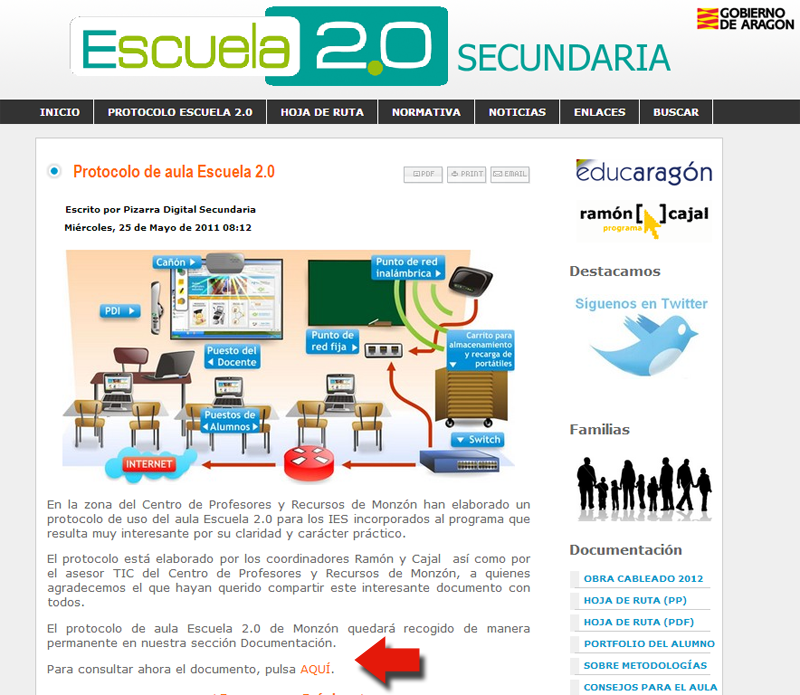 Escuela 2.0 SECUNDARIA
GOBIERNO
DE ARAGON
INICIO
PROTOCOLO ESCUELA 2.0
HOJA DE RUTA
NORMATIVA
NOTICIAS
ENLACES
BUSCAR
Protocolo de aula Escuela 2.0
PDF
PRINT
EMAIL
Escrito por Pizarra Digital Secundaria
Miércoles, 25 de Mayo de 2011 08:12
Cañón
Punto de red
inalámbrica
PDI
Punto de
red fija
Carrito para
almacenamiento
y recarga de
portátiles
Puesto del
Docente
Puestos de
Alumnos
Switch
INTERNET
En la zona del Centro de Profesores y Recursos de Monzón han elaborado un
protocolo de uso del aula Escuela 2.0 para los IES incorporados al programa que
resulta muy interesante por su claridad y carácter práctico.
El protocolo está elaborado por los coordinadores Ramón y Cajal así como por
el asesor TIC del Centro de Profesores y Recursos de Monzón, a quienes
agradecemos el que hayan querido compartir este interesante documento con
todos.
El protocolo de aula Escuela 2.0 de Monzón quedará recogido de manera
permanente en nuestra sección Documentación.
Para consultar ahora el documento, pulsa AQUÍ.
educaragón
ramón [y] cajal
programa
Destacamos
Siguenos en Twitter
Familias
Documentación
OBRA CABLEADO 2012
HOJA DE RUTA (PP)
HOJA DE RUTA (PDF)
PORTFOLIO DEL ALUMNO
SOBRE METODOLOGÍAS
CONSEJOS PARA EL AULA